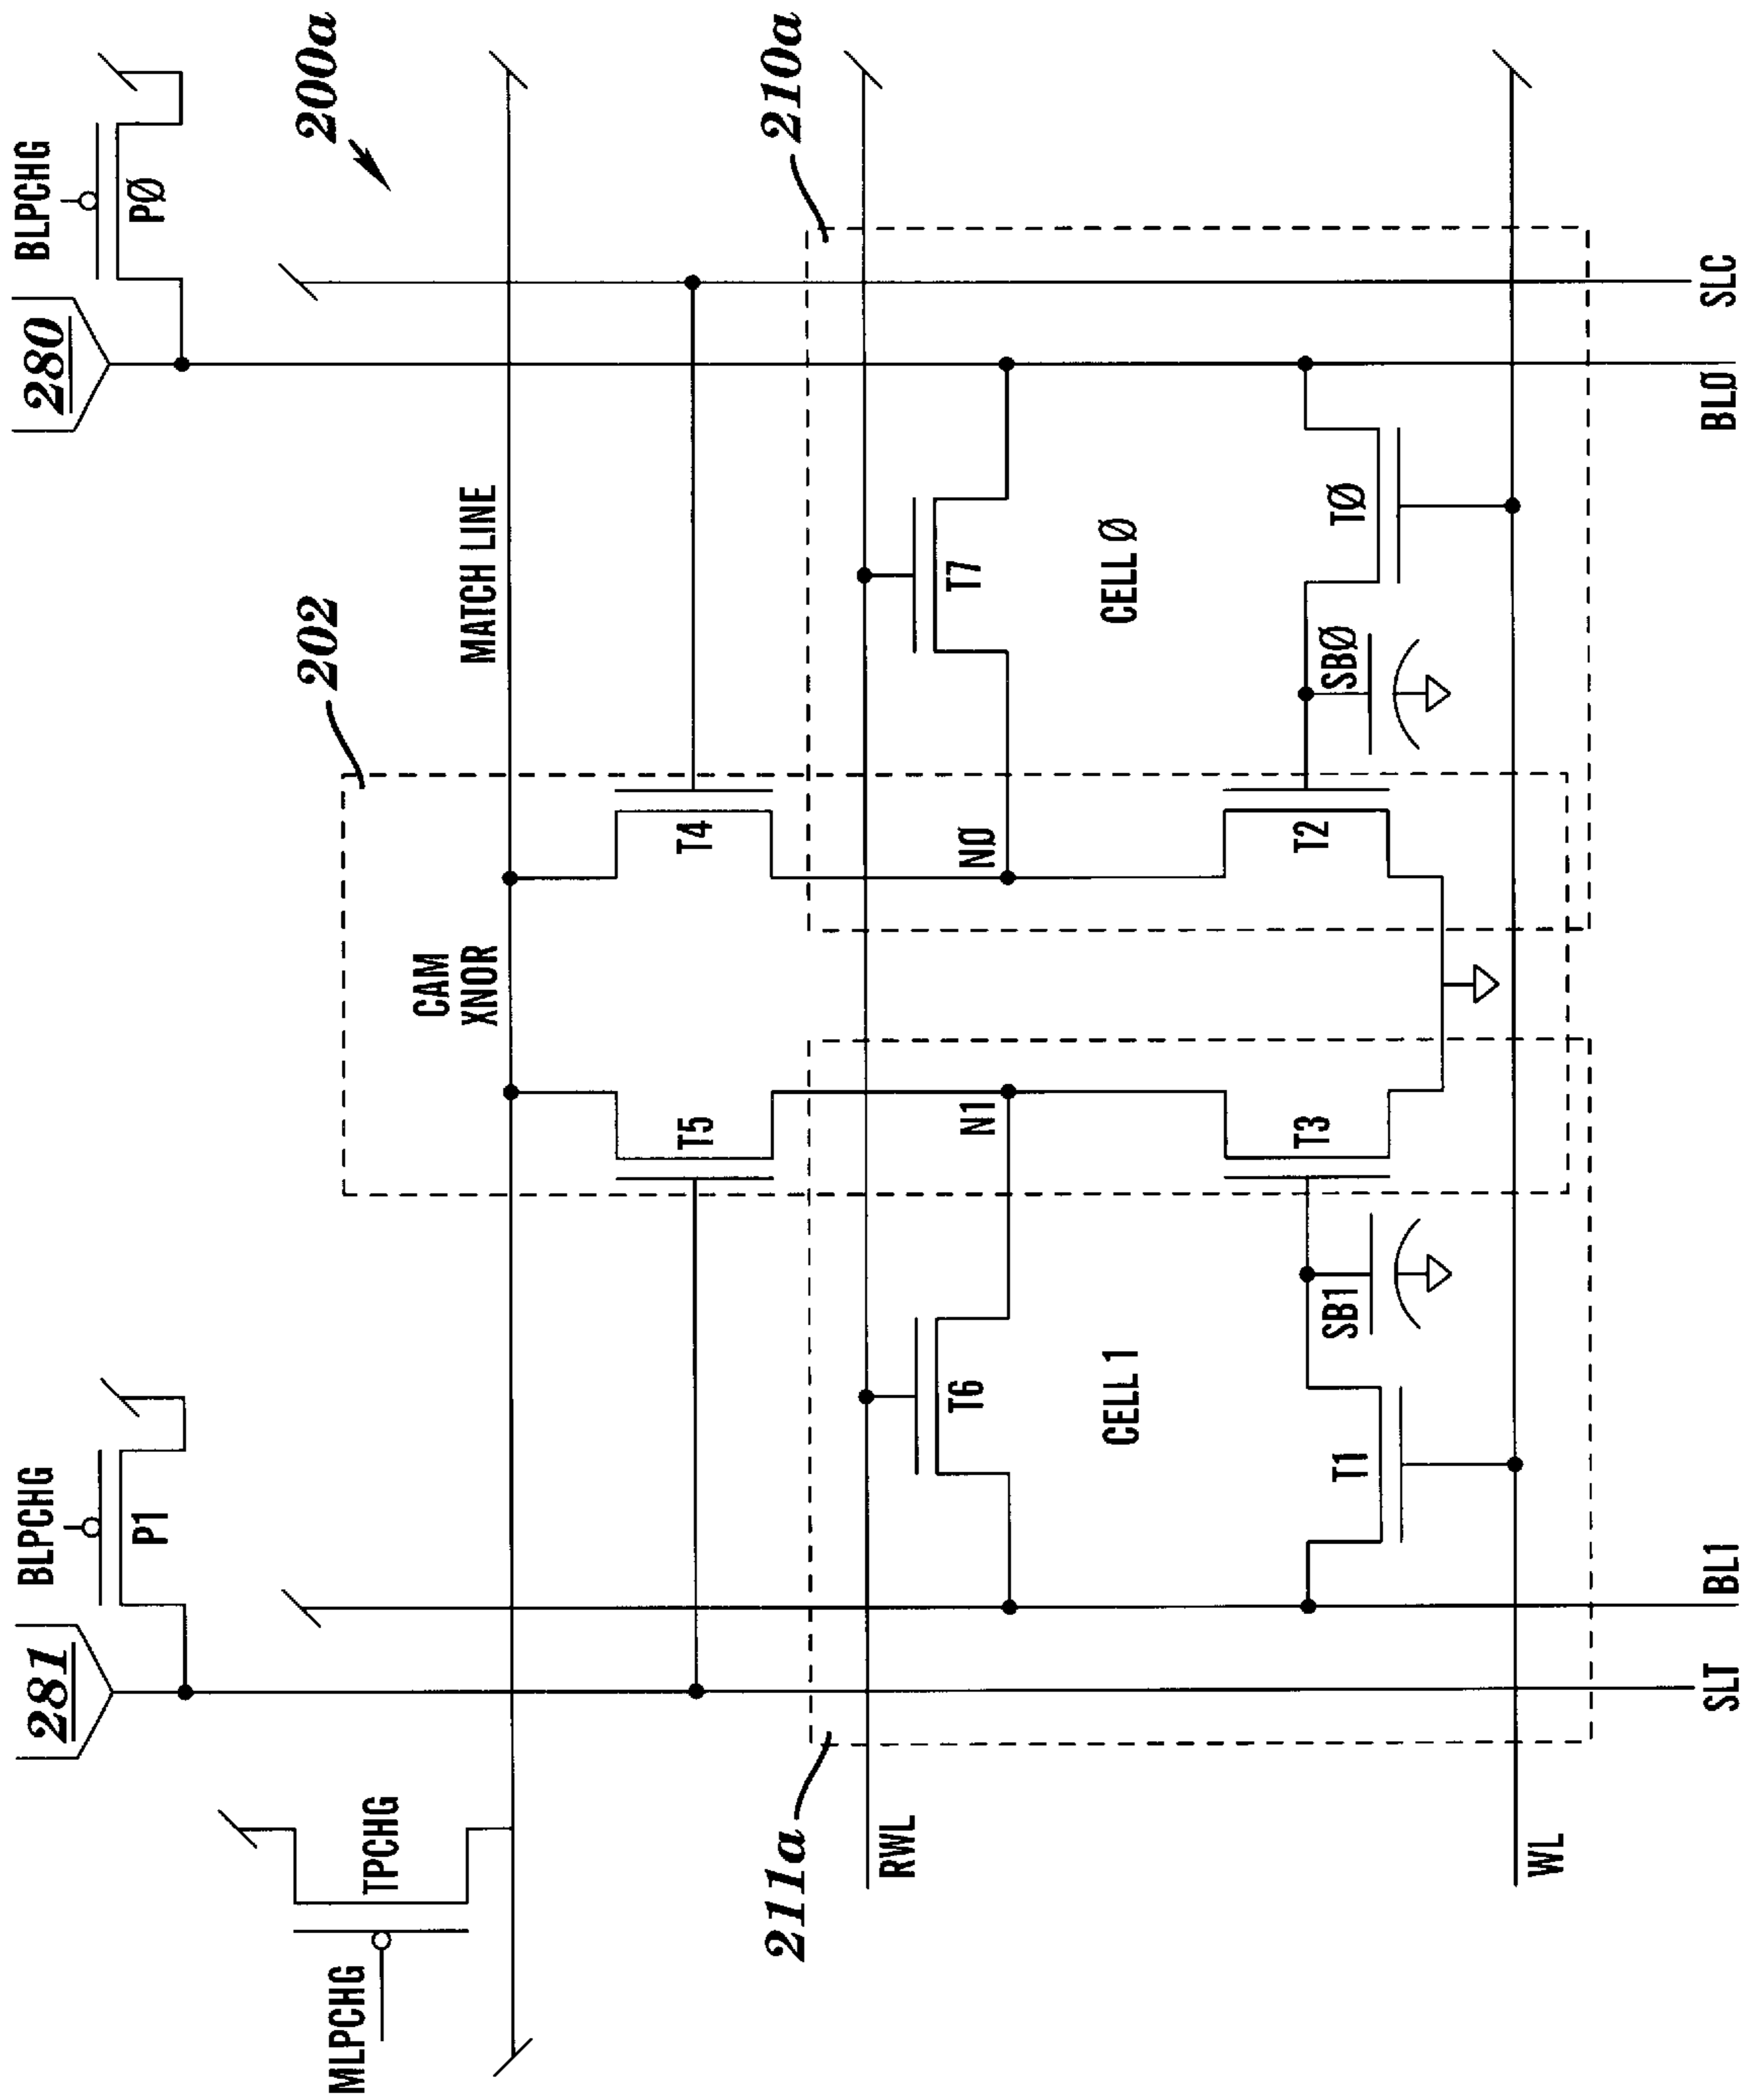 MLPCHG
TPCHG
281
BLPCHG
P1
280
BLPCHG
PØ
200a
202
CAM
XNOR
MATCH LINE
T5
T4
211a
210a
RWL
T6
N1
NØ
T7
CELL 1
CELL Ø
T1
SB1
T3
T2
SBØ
TØ
WL
SLT
BL1
BLØ
SLC